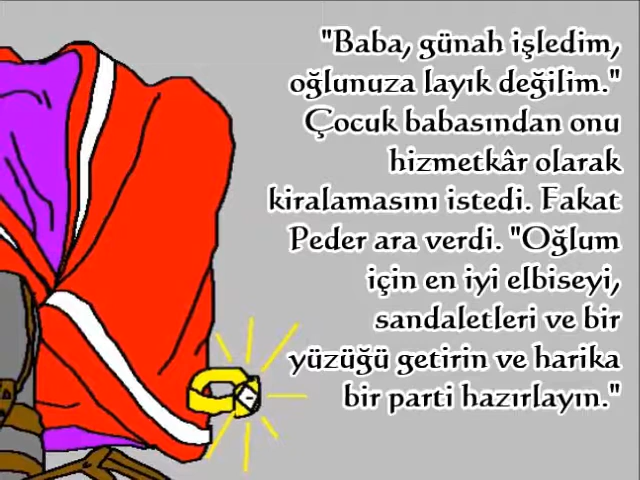 "Baba, günah işledim,
oğlunuza layık değilim."
Çocuk babasından onu
hizmetkâr olarak
kiralamasını istedi. Fakat
Peder ara verdi. "Oğlum
için en iyi elbiseyi,
sandaletleri ve bir
yüzüğü getirin ve harika
bir parti hazırlayın."